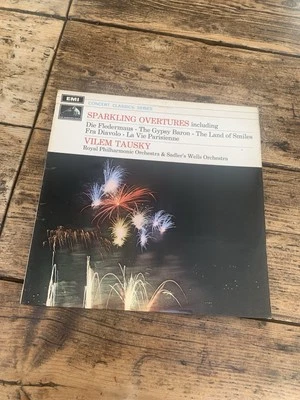 EMI
CONCERT CLASSICS SERIES
SPARKLING OVERTURES including
Die Fledermaus - The Gypsy Baron - The Land of Smiles
Fra Diavolo - La Vie Parisienne
VILEM TAUSKY
Royal Philharmonic Orchestra & Sadler's Wells Orchestra